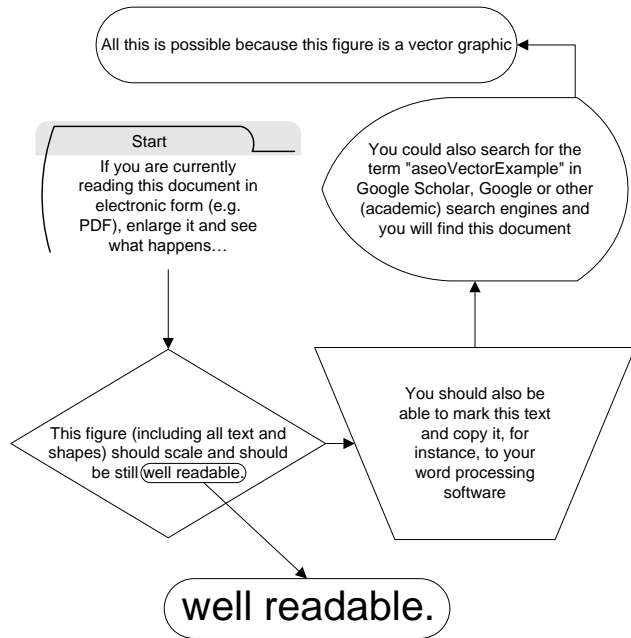 All this is possible because this figure is a vector graphic
Start
If you are currently
reading this document in
electronic form (e.g.
PDF), enlarge it and see
what happens…
You could also search for the
term "aseoVectorExample" in
Google Scholar, Google or other
(academic) search engines and
you will find this document
This figure (including all text and
shapes) should scale and should
be still well readable.
You should also be
able to mark this text
and copy it, for
instance, to your
word processing
software
well readable.